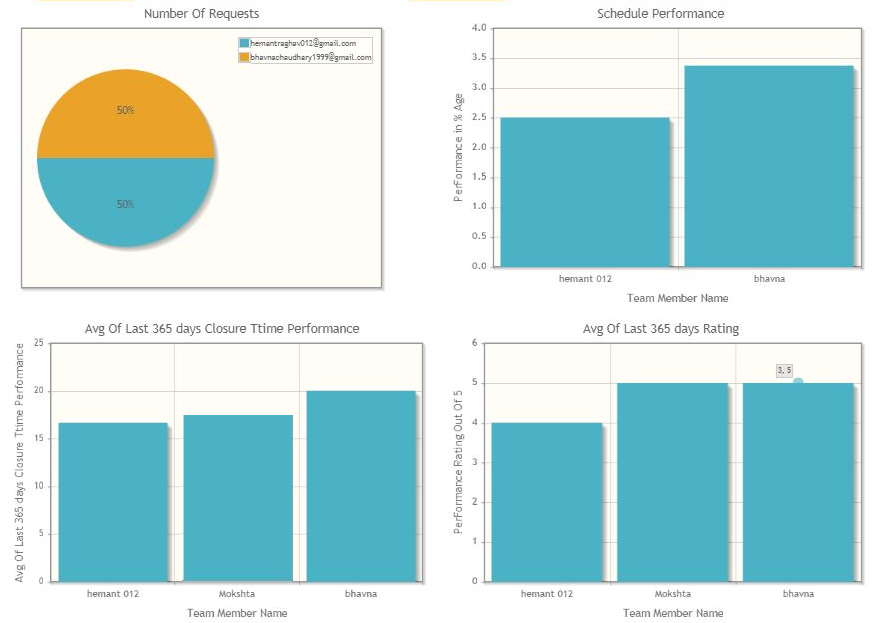 Number Of Requests
hemantraghav012@gmail.com
bhavnachaudhary1999@gmail.com
50%
50%
Schedule Performance
Performance in % Age
4.0
3.5
3.0
2.5
2.0
1.5
1.0
0.5
0.0
hemant 012
bhavna
Team Member Name
Avg Of Last 365 days Closure Ttime Performance
Avg Of Last 365 days Closure Ttime Performance
25
20
15
10
5
0
hemant 012
Mokshta
bhavna
Team Member Name
Avg Of Last 365 days Rating
Performance Rating Out Of 5
6
5
4
3
2
1
0
3, 5
hemant 012
Mokshta
bhavna
Team Member Name